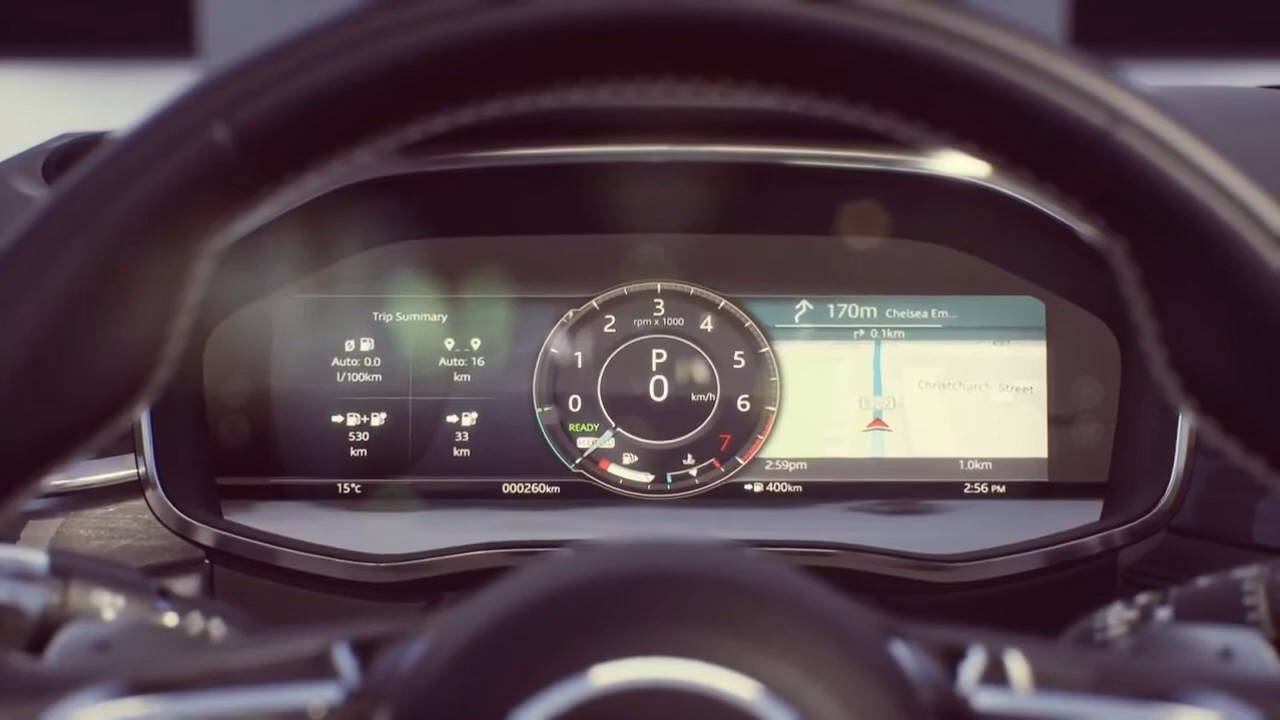 Trip Summary
Auto: 0.0
l/100km
Auto: 16
km
530
km
33
km
15°c
000260km
3
2
rpm x 1000
4
1
P
5
0
0
km/h
6
READY
7
170m Chelsea Em...
0.1km
Christchurch Street
2:59pm
1.0km
400km
2:56 PM